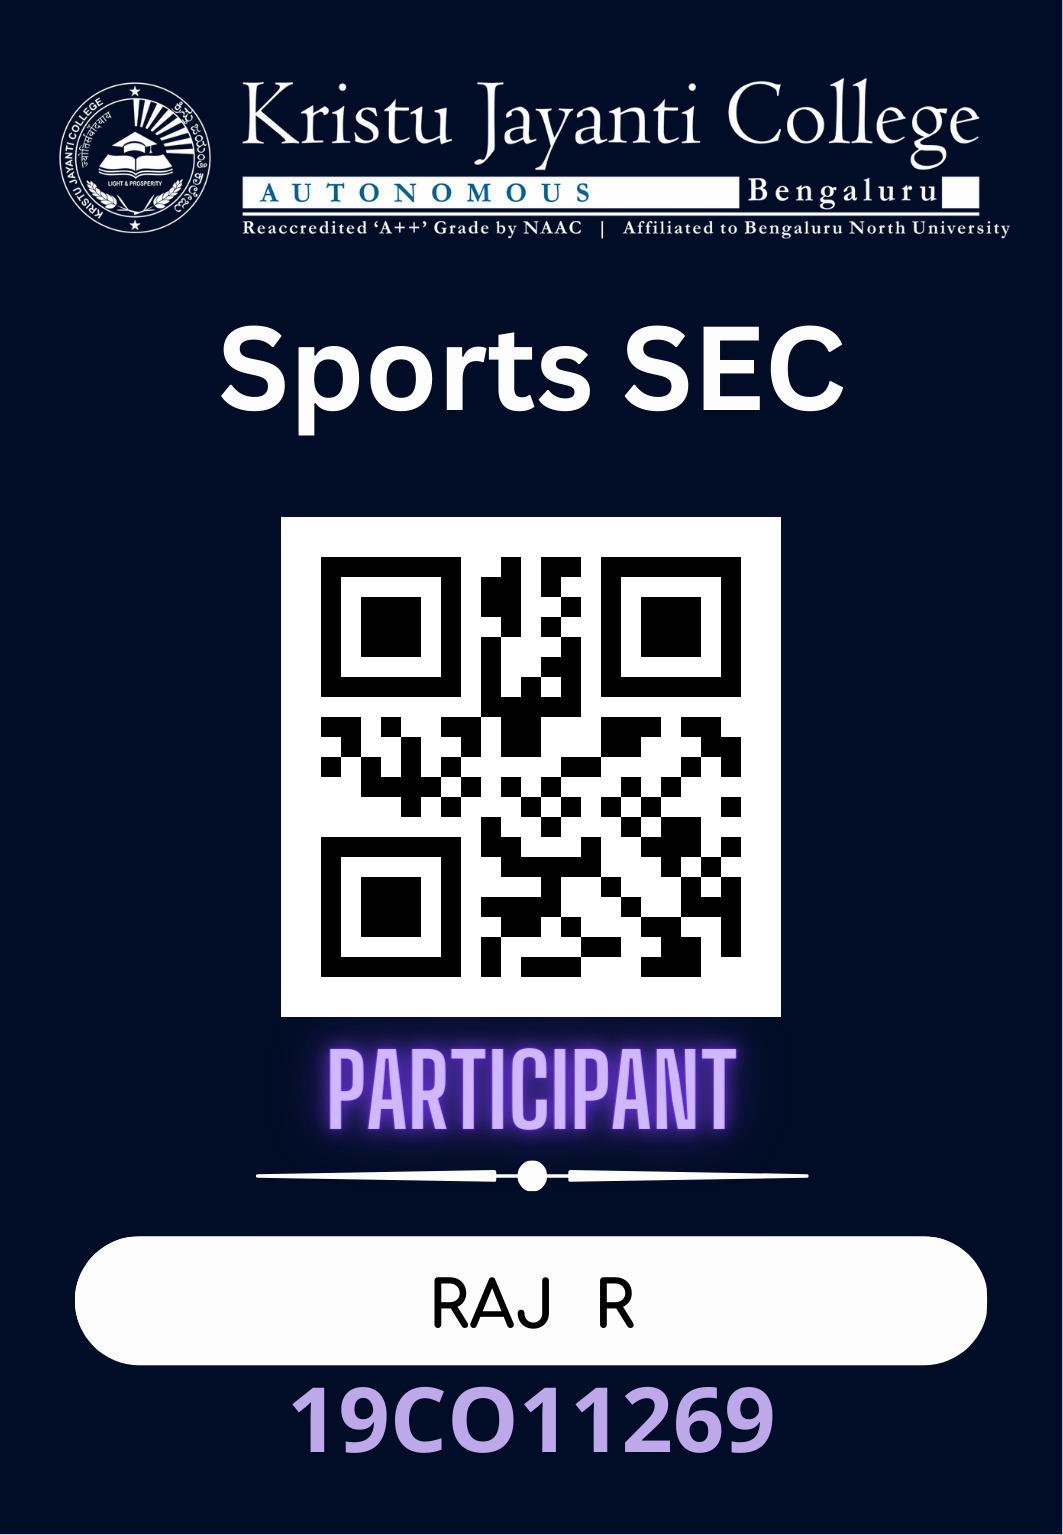 Kristu Jayanti College
AUTONOMOUS Bengaluru
Reaccredited ‘A++’ Grade by NAAC | Affiliated to Bengaluru North University
KRISTU JAYANTI COLLEGE
LIGHT & PROSPERITY
Sports SEC
PARTICIPANT
RAJ R
19CO11269